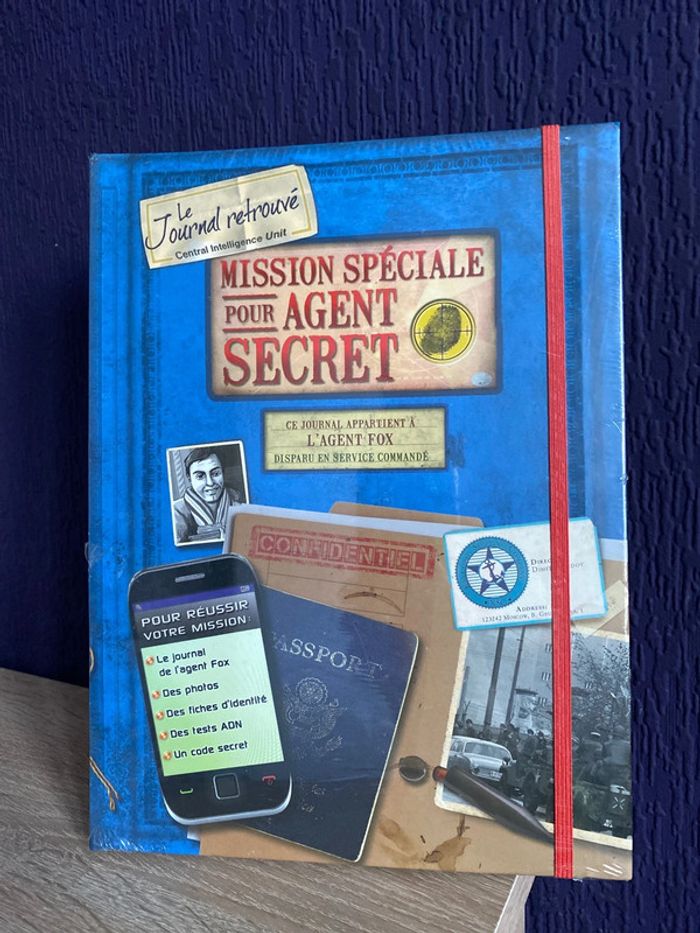 Le
Journal retrouvé
Central Intelligence Unit
MISSION SPÉCIALE
POUR AGENT
SECRET
CE JOURNAL APPARTIENT À
L'AGENT FOX
DISPARU EN SERVICE COMMANDÉ
CONFIDENTIEL
POUR RÉUSSIR
VOTRE MISSION :
Le journal
de l'agent Fox
Des photos
Des fiches d'identité
Des tests ADN
Un code secret
PASSPORT
123242 MOSCOW, B.